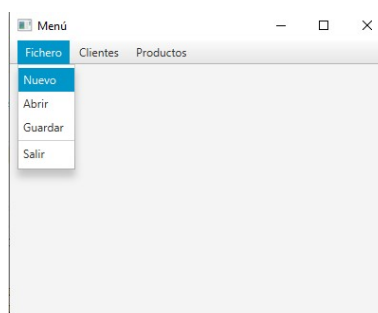 Menú
Fichero Clientes Productos
Nuevo
Abrir
Guardar
Salir